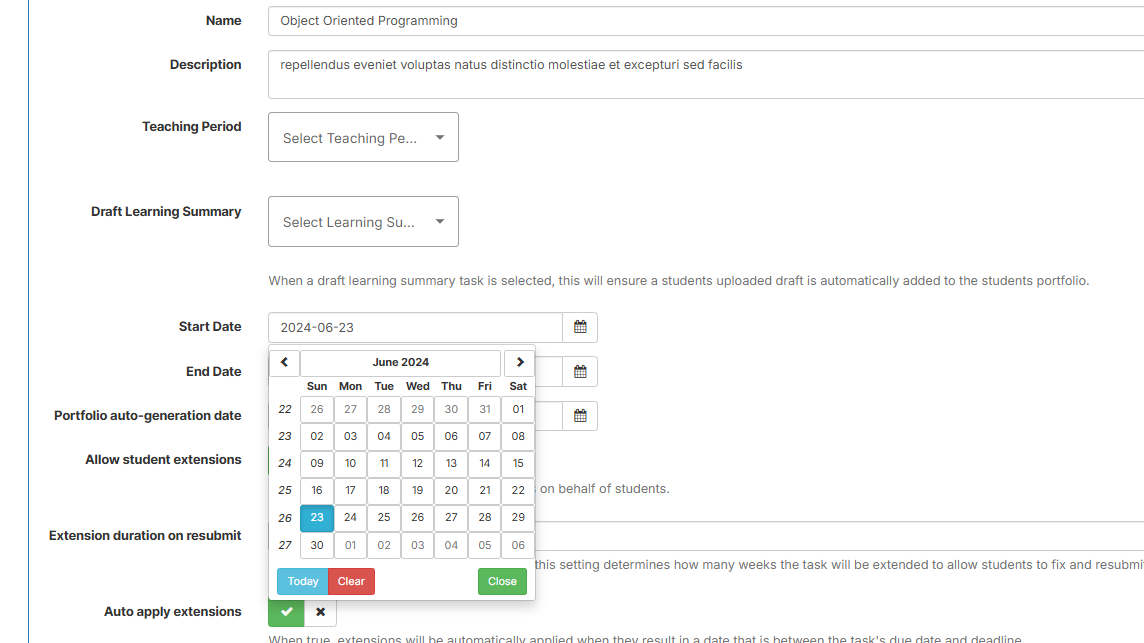 Name
Object Oriented Programming
Description
repellendus eveniet voluptas natus distinctio molestiae et excepturi sed facilis
Teaching Period
Select Teaching Pe...
Draft Learning Summary
Select Learning Su...
When a draft learning summary task is selected, this will ensure a students uploaded draft is automatically added to the students portfolio.
Start Date
2024-06-23
June 2024
End Date
Sun Mon Tue Wed Thu Fri Sat
22 26 27 28 29 30 31 01
Portfolio auto-generation date
23 02 03 04 05 06 07 08
Allow student extensions
24 09 10 11 12 13 14 15
25 16 17 18 19 20 21 22
on behalf of students.
26 23 24 25 26 27 28 29
Extension duration on resubmit
27 30 01 02 03 04 05 06
this setting determines how many weeks the task will be extended to allow students to fix and resubmi
Today Clear Close
Auto apply extensions
When true, extensions will be automatically applied when they result in a date that is between the task's due date and deadline.